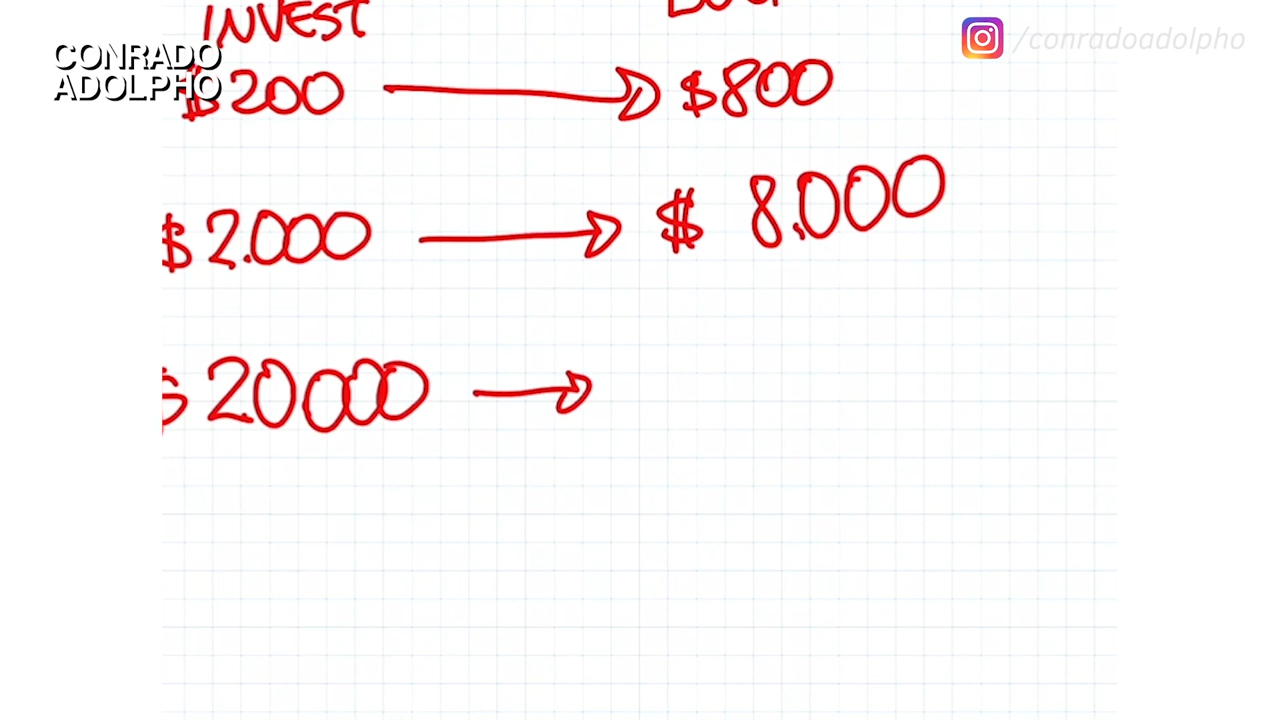 INVEST
CONRADO
ADOLPHO
/conradoadolpho
$200 $800
$2.000 $ 8.000
$20000